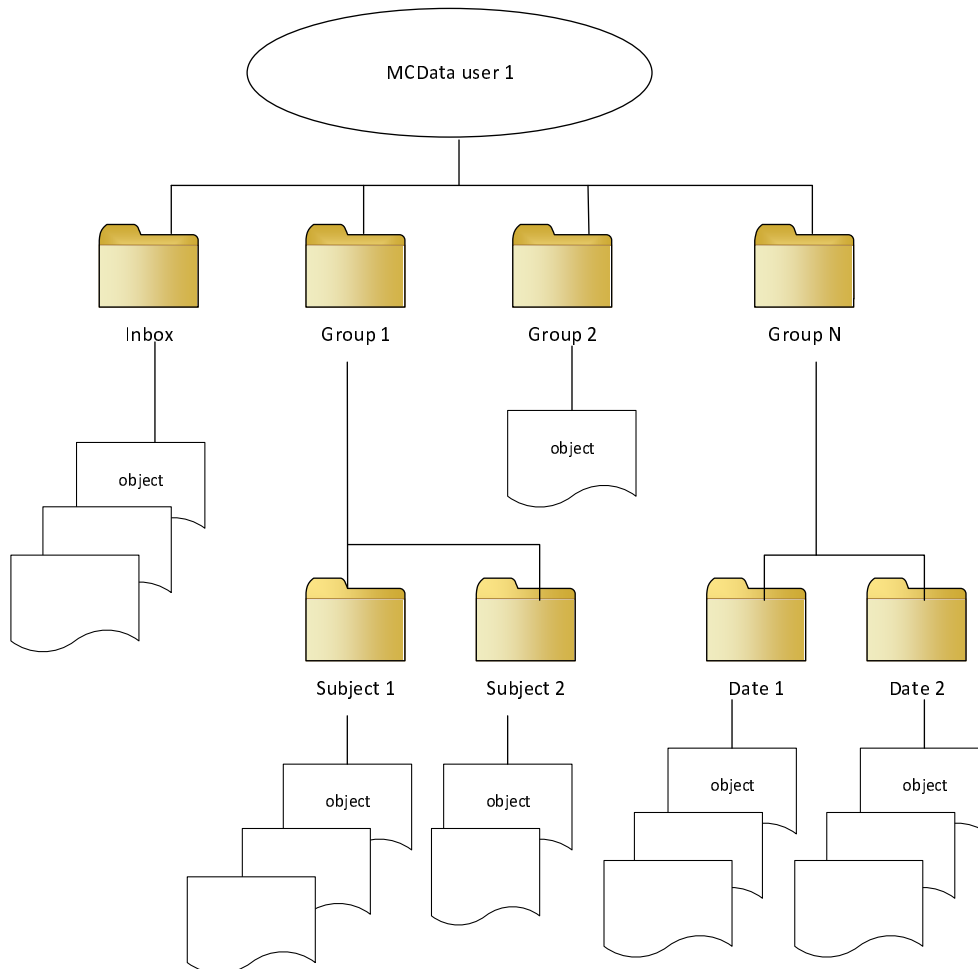 MCData user 1
Inbox
Group 1
Group 2
Group N
object
object
Subject 1
Subject 2
Date 1
Date 2
object
object
object
object